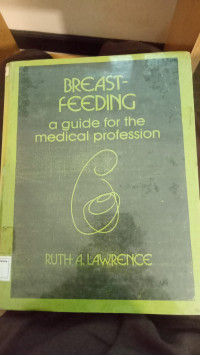 BREAST-
FEEDING
a guide for the
medical profession
RUTH A. LAWRENCE